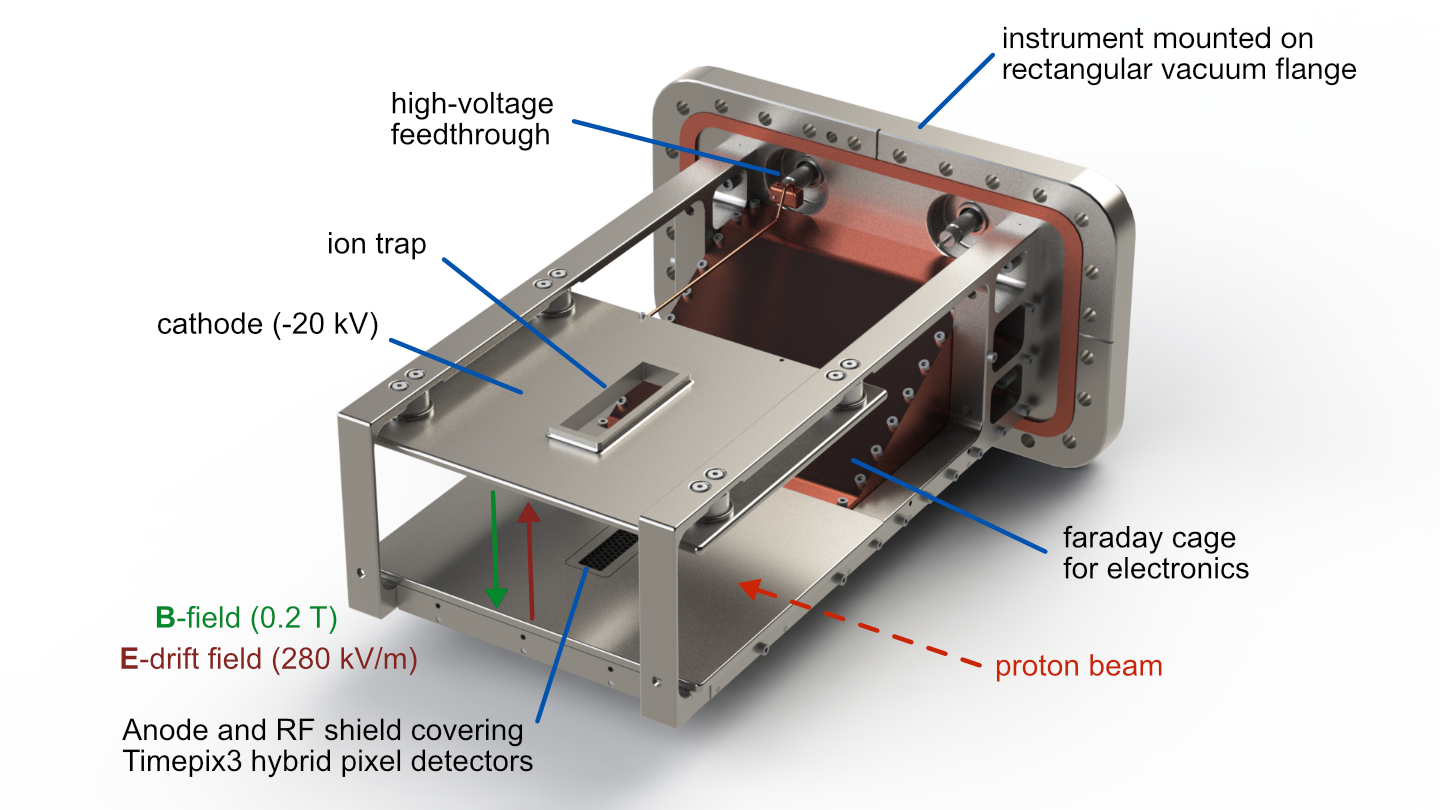 instrument mounted on
rectangular vacuum flange
high-voltage
feedthrough
ion trap
cathode (-20 kV)
faraday cage
for electronics
B-field (0.2 T)
E-drift field (280 kV/m)
proton beam
Anode and RF shield covering
Timepix3 hybrid pixel detectors